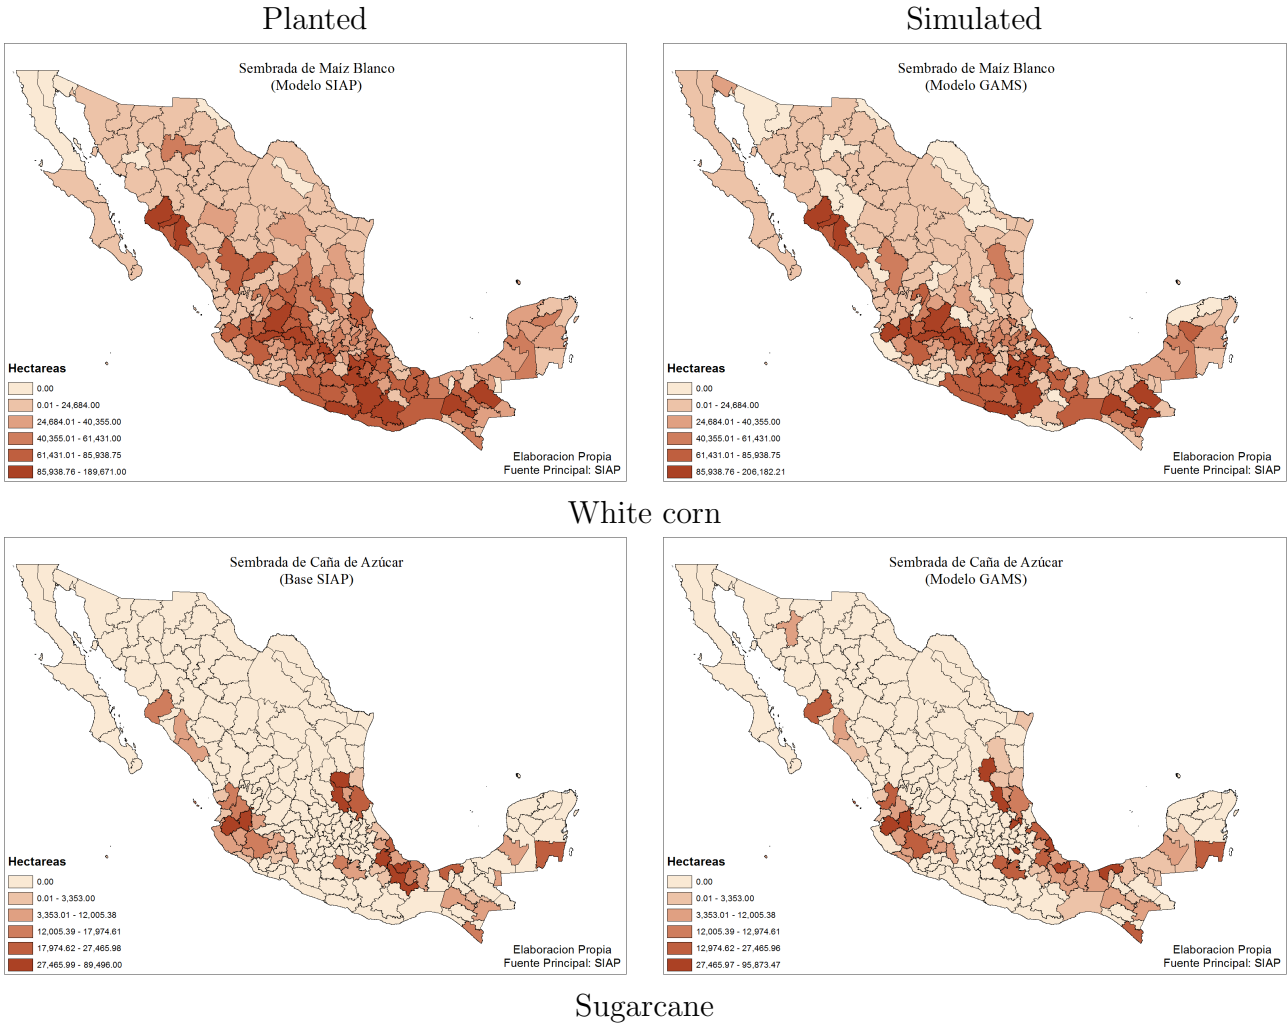 Planted
Simulated
Sembrada de Maíz Blanco
(Modelo SIAP)
Hectareas
0.00
0.01 - 24,684.00
24,684.01 - 40,355.00
40,355.01 - 61,431.00
61,431.01 - 85,938.75
85,938.76 - 189,671.00
Elaboracion Propia
Fuente Principal: SIAP
Sembrado de Maíz Blanco
(Modelo GAMS)
Hectareas
0.00
0.01 - 24,684.00
24,684.01 - 40,355.00
40,355.01 - 61,431.00
61,431.01 - 85,938.75
85,938.76 - 206,182.21
Elaboracion Propia
Fuente Principal: SIAP
White corn
Sembrada de Caña de Azúcar
(Base SIAP)
Hectareas
0.00
0.01 - 3,353.00
3,353.01 - 12,005.38
12,005.39 - 17,974.61
17,974.62 - 27,465.98
27,465.99 - 89,496.00
Elaboracion Propia
Fuente Principal: SIAP
Sembrada de Caña de Azúcar
(Modelo GAMS)
Hectareas
0.00
0.01 - 3,353.00
3,353.01 - 12,005.38
12,005.39 - 12,974.61
12,974.62 - 27,465.96
27,465.97 - 95,873.47
Elaboracion Propia
Fuente Principal: SIAP
Sugarcane